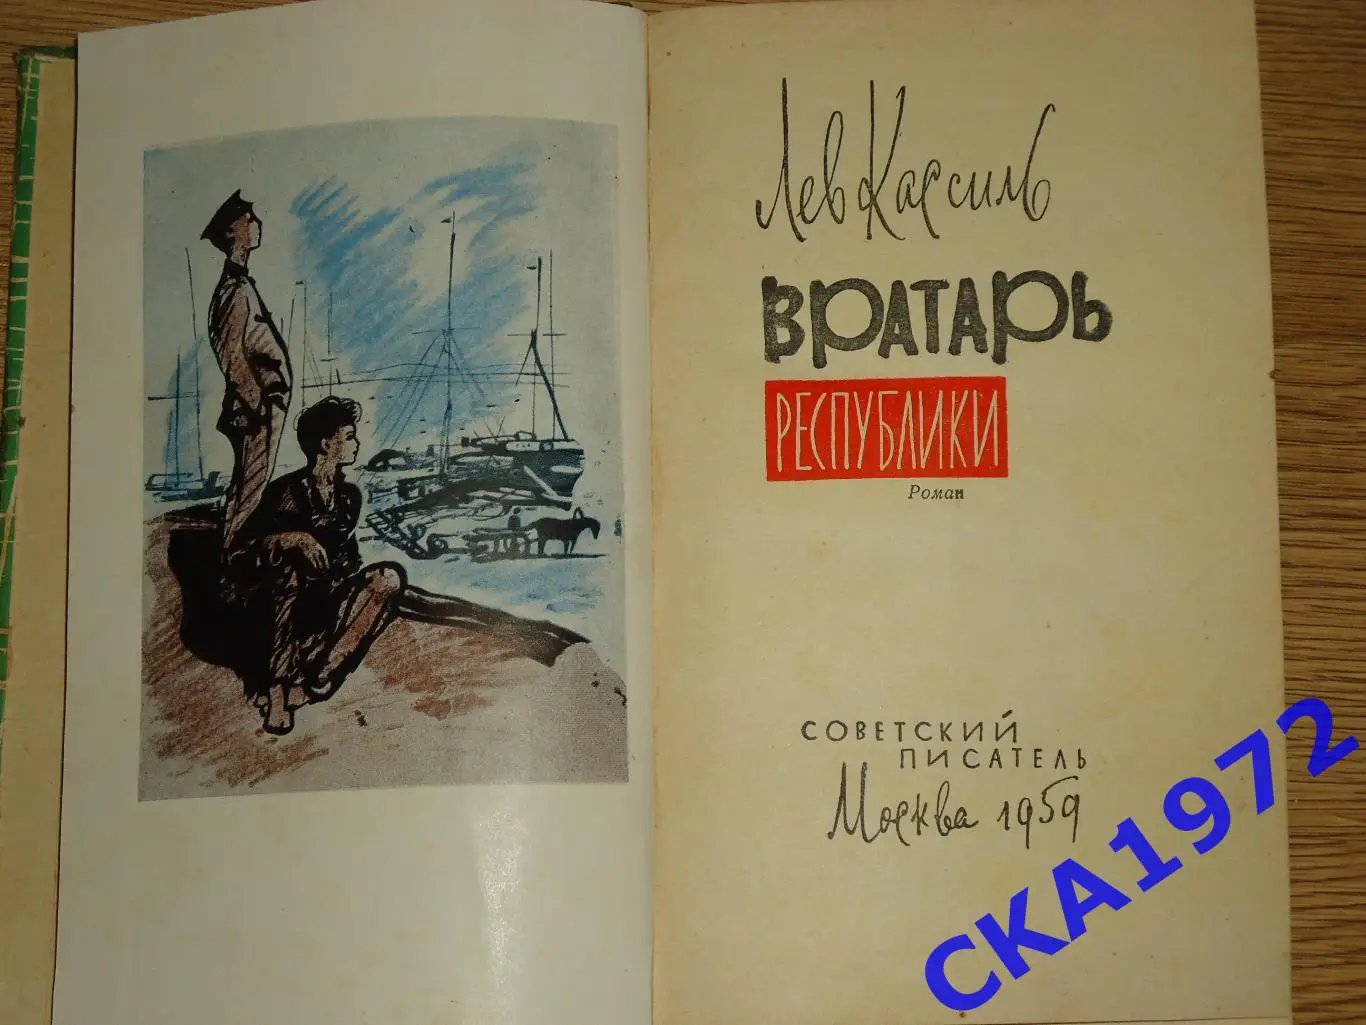 Лев Кассиль
ВРАТАРЬ
РЕСПУБЛИКИ
Роман
СОВЕТСКИЙ
ПИСАТЕЛЬ
Москва 1959
СКА1972